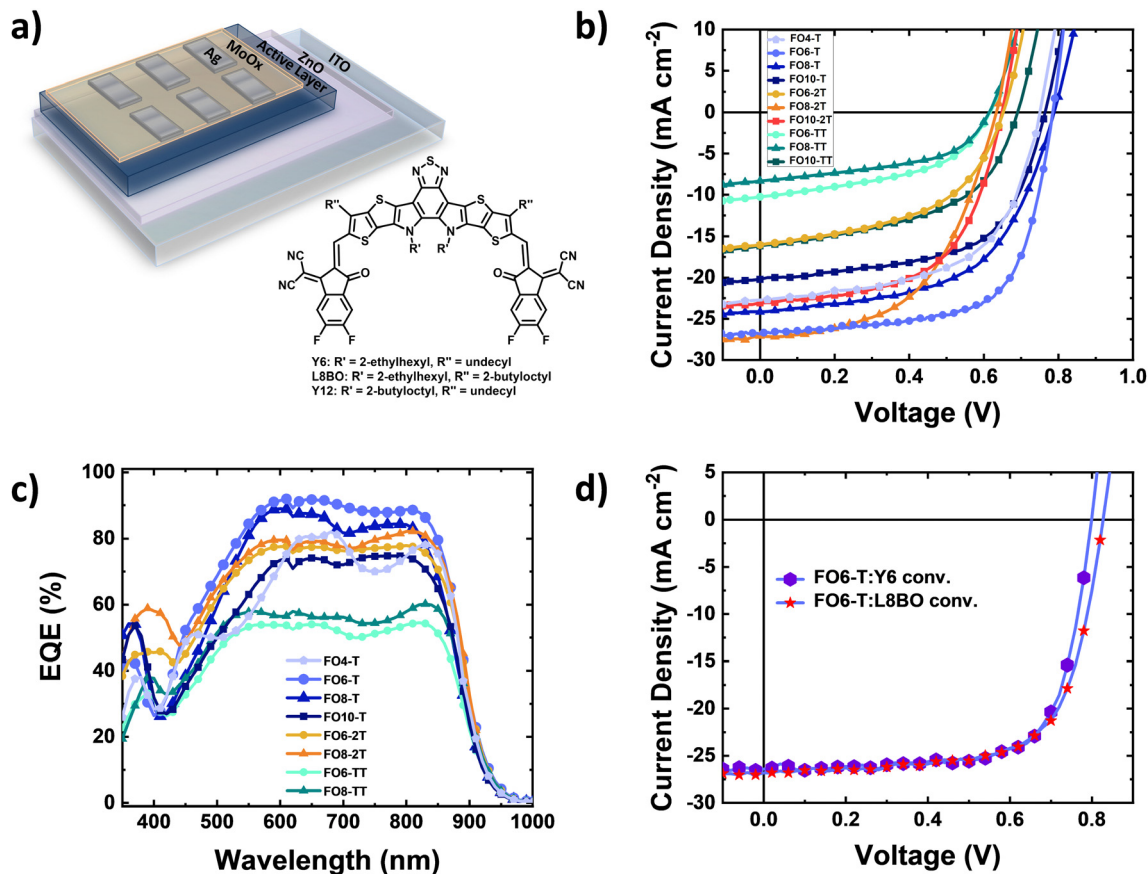 a)
Ag
MoOx
Active Layer
ZnO
ITO
S
N N
R" S S R"
S N N S
R' R'
NC O O CN
NC CN
F F F F
Y6: R' = 2-ethylhexyl, R" = undecyl
L8BO: R' = 2-ethylhexyl, R" = 2-butyloctyl
Y12: R' = 2-butyloctyl, R" = undecyl
b)
Current Density (mA cm⁻²)
10
5
0
-5
-10
-15
-20
-25
-30
FO4-T
FO6-T
FO8-T
FO10-T
FO6-2T
FO8-2T
FO10-2T
FO6-TT
FO8-TT
FO10-TT
0.0 0.2 0.4 0.6 0.8 1.0
Voltage (V)
c)
EQE (%)
100
80
60
40
20
0
FO4-T
FO6-T
FO8-T
FO10-T
FO6-2T
FO8-2T
FO6-TT
FO8-TT
400 500 600 700 800 900 1000
Wavelength (nm)
d)
Current Density (mA cm⁻²)
5
0
-5
-10
-15
-20
-25
-30
FO6-T:Y6 conv.
FO6-T:L8BO conv.
0.0 0.2 0.4 0.6 0.8
Voltage (V)